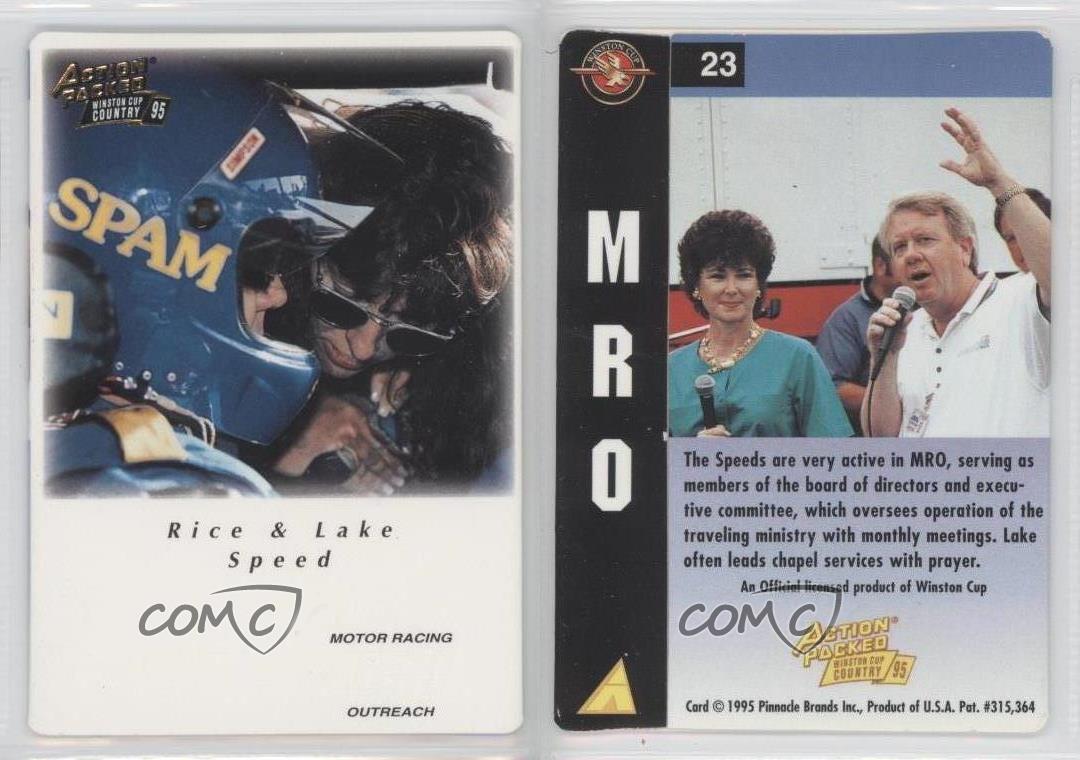 ACTION
PACKED
WINSTON CUP
COUNTRY 95
SIMPSON
SPAM
Rice & Lake
Speed
COMC
MOTOR RACING
OUTREACH
WINSTON CUP
23
MRO
The Speeds are very active in MRO, serving as
members of the board of directors and execu-
tive committee, which oversees operation of the
traveling ministry with monthly meetings. Lake
often leads chapel services with prayer.
An Official licensed product of Winston Cup
COMC
ACTION
PACKED
WINSTON CUP
COUNTRY 95
Card © 1995 Pinnacle Brands Inc., Product of U.S.A. Pat. #315,364